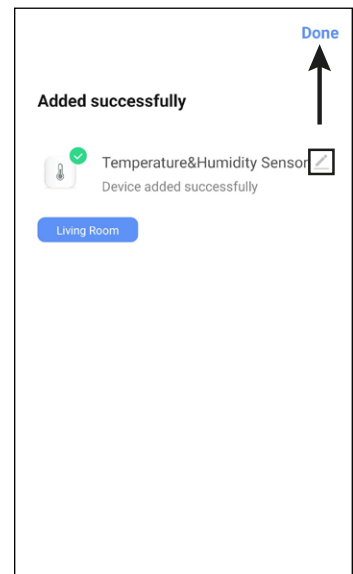 Done
Added successfully
Temperature&Humidity Sensor
Device added successfully
Living Room